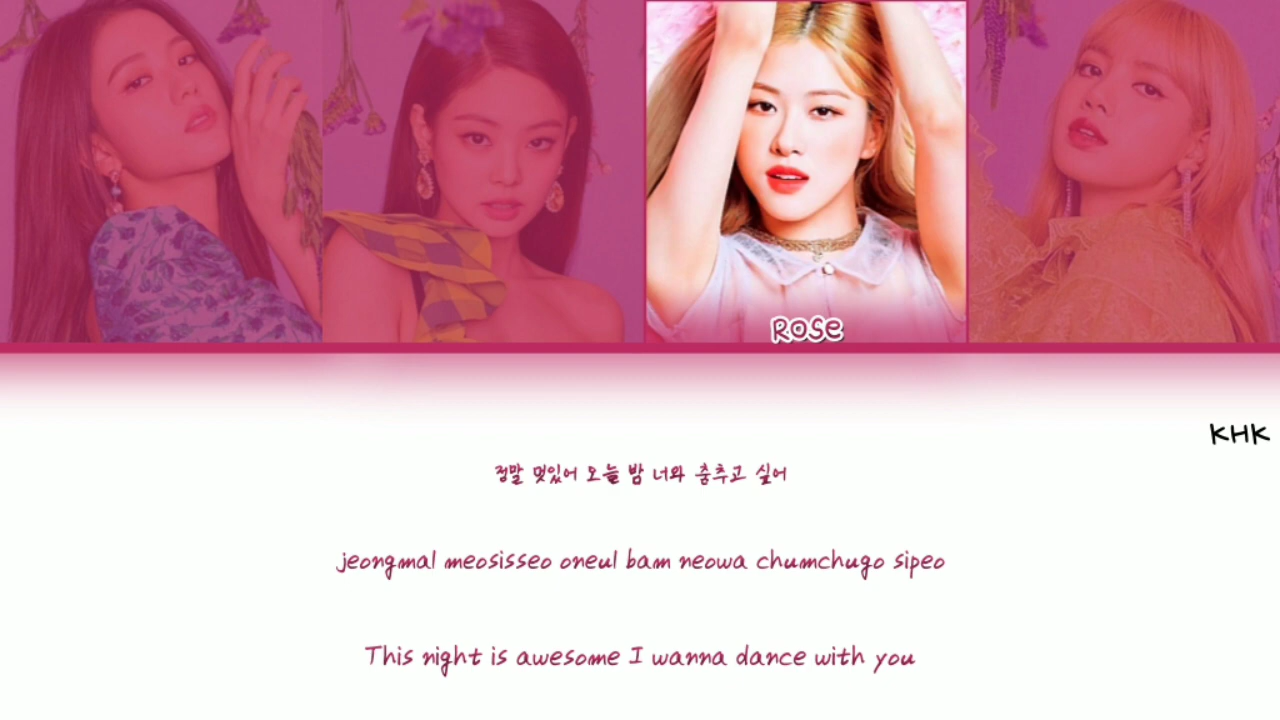 Rose
KHK
정말 멋있어 오늘 밤 너와 춤추고 싶어
jeongmal meosisseo oneul bam neowa chumchugo sipeo
This night is awesome I wanna dance with you